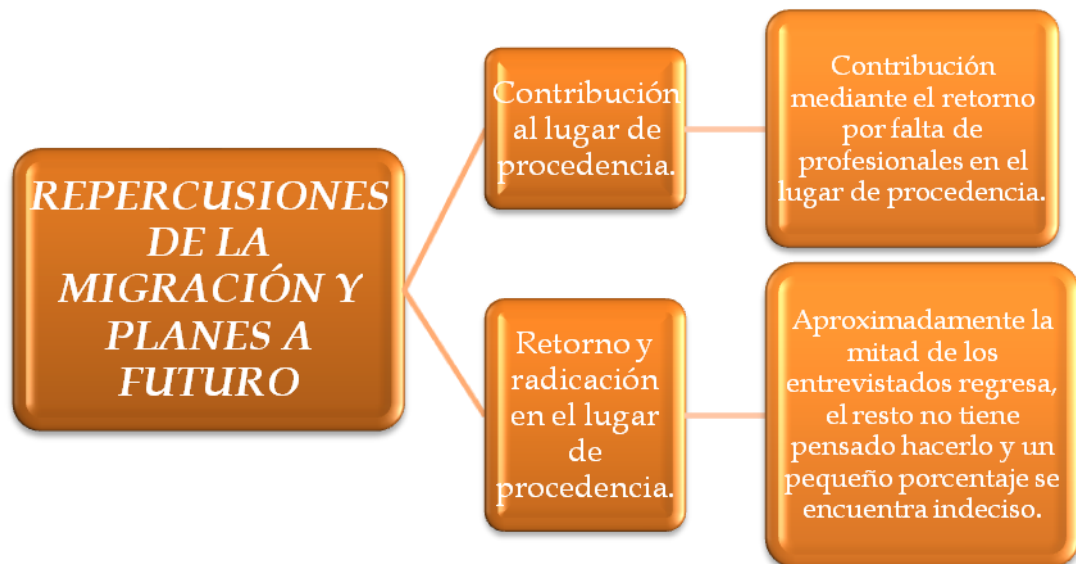 REPERCUSIONES
DE LA
MIGRACIÓN Y
PLANES A
FUTURO
Contribución
al lugar de
procedencia.
Contribución
mediante el retorno
por falta de
profesionales en el
lugar de procedencia.
Retorno y
radicación
en el lugar
de
procedencia.
Aproximadamente la
mitad de los
entrevistados regresa,
el resto no tiene
pensado hacerlo y un
pequeño porcentaje se
encuentra indeciso.